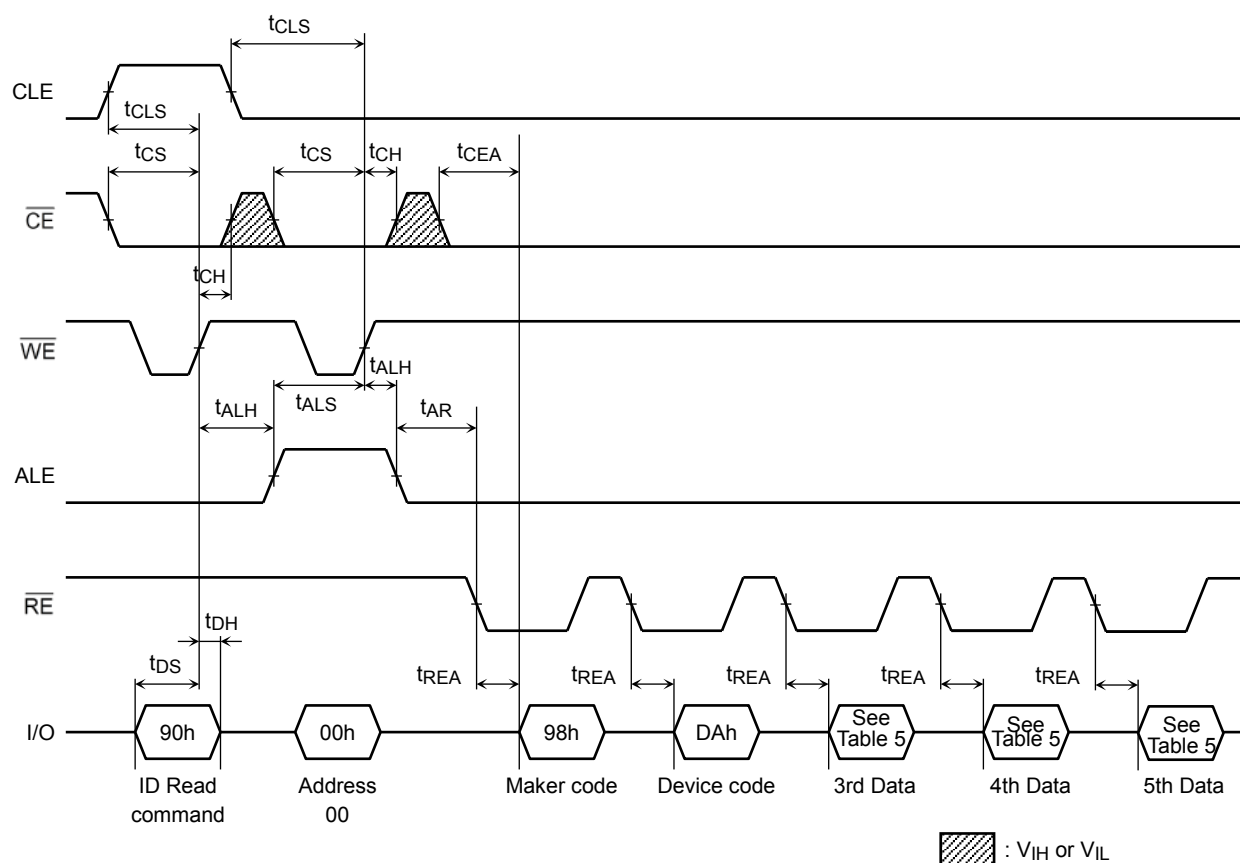 tCLS
CLE
tCLS
tCS
tCS
tCH
tCEA
CE
tCH
WE
tALH
tALH
tALS
tAR
ALE
RE
tDH
tDS
tREA
tREA
tREA
tREA
tREA
I/O
90h
00h
98h
DAh
See
Table 5
See
Table 5
See
Table 5
ID Read
command
Address
00
Maker code
Device code
3rd Data
4th Data
5th Data
: VIH or VIL